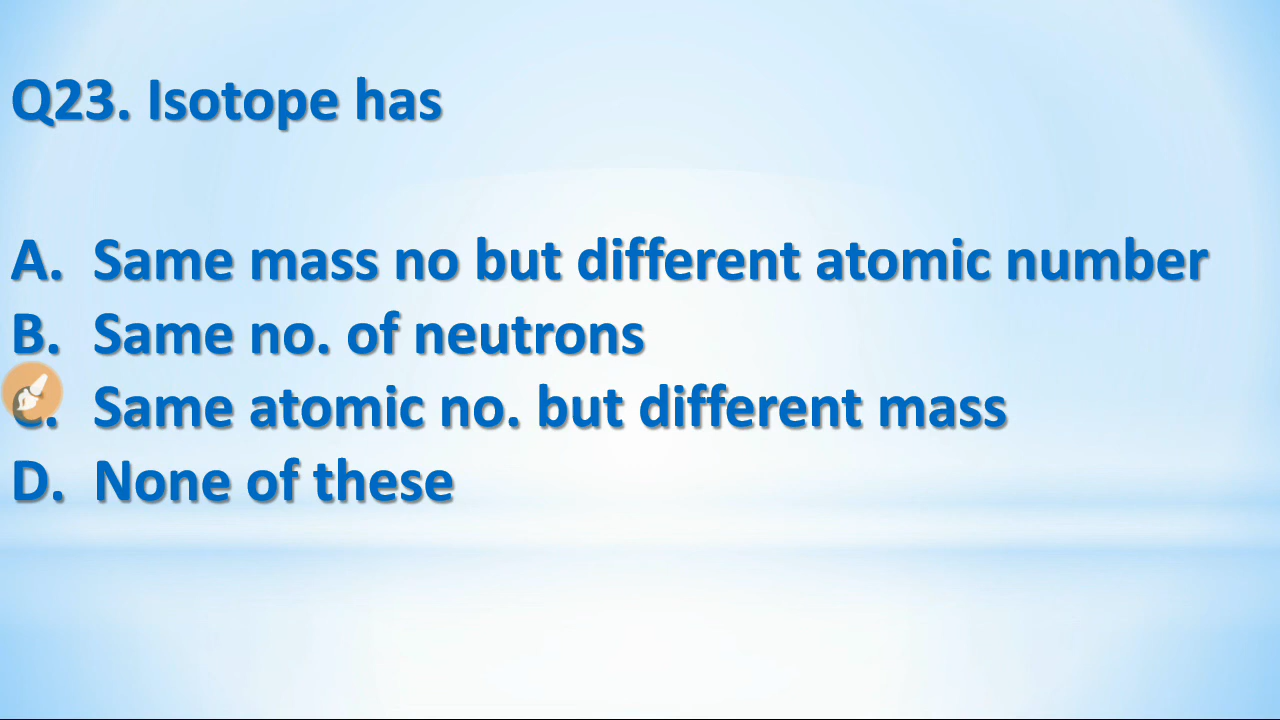 Q23. Isotope has
A. Same mass no but different atomic number
B. Same no. of neutrons
C. Same atomic no. but different mass
D. None of these